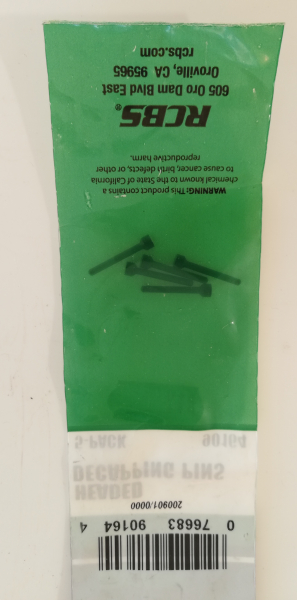 0 76683 90164 4
200901/0000
HEADED
DECAPPING PINS
5-PACK 90164
WARNING: This product contains a
chemical known to the State of California
to cause cancer, birth defects, or other
reproductive harm.
RCBS®
605 Oro Dam Blvd East
Oroville, CA 95965
rcbs.com